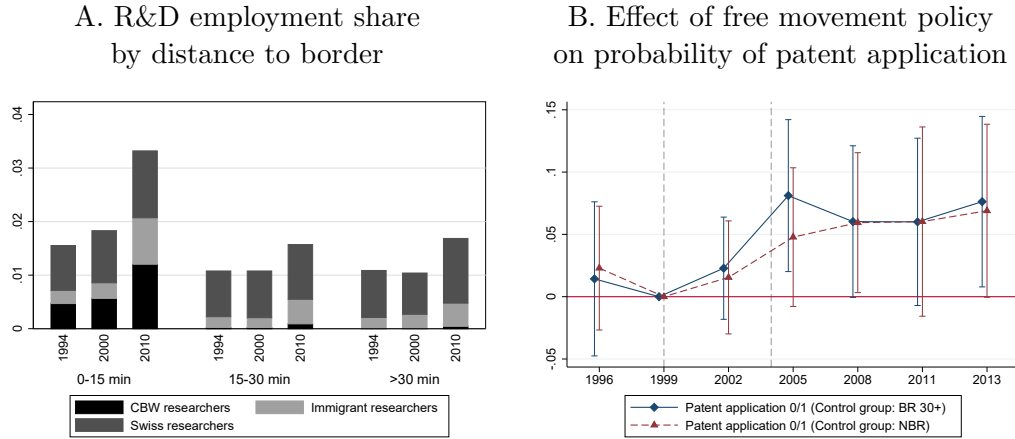 A. R&D employment share
by distance to border
.04
.03
.02
.01
0
1994
2000
2010
1994
2000
2010
1994
2000
2010
0-15 min
15-30 min
>30 min
CBW researchers
Immigrant researchers
Swiss researchers
B. Effect of free movement policy
on probability of patent application
.15
.1
.05
0
-.05
1996
1999
2002
2005
2008
2011
2013
Patent application 0/1 (Control group: BR 30+)
Patent application 0/1 (Control group: NBR)